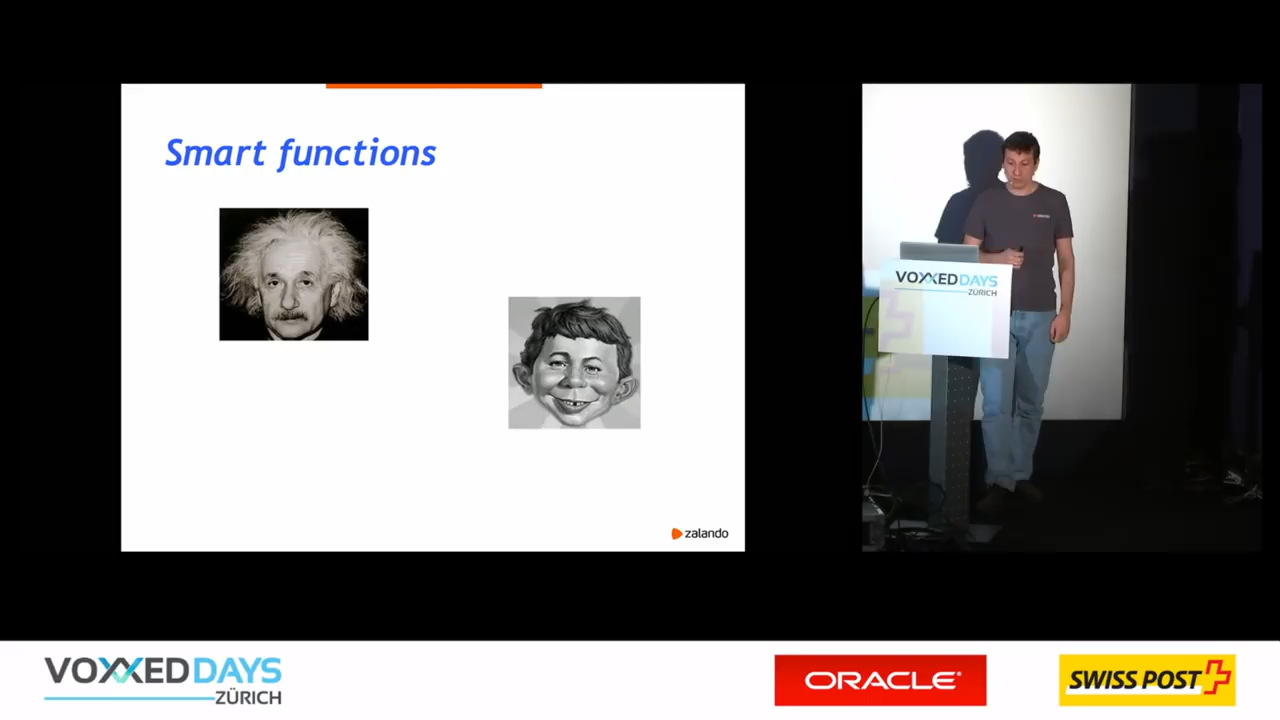 Smart functions
zalando
VOXXED DAYS
ZÜRICH
VOXXED DAYS
ZÜRICH
ORACLE®
SWISS POST